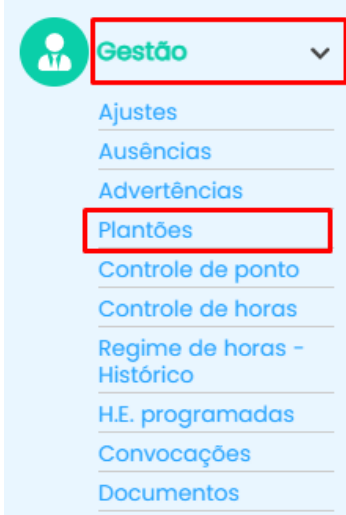 Gestão
Ajustes
Ausências
Advertências
Plantões
Controle de ponto
Controle de horas
Regime de horas -
Histórico
H.E. programadas
Convocações
Documentos